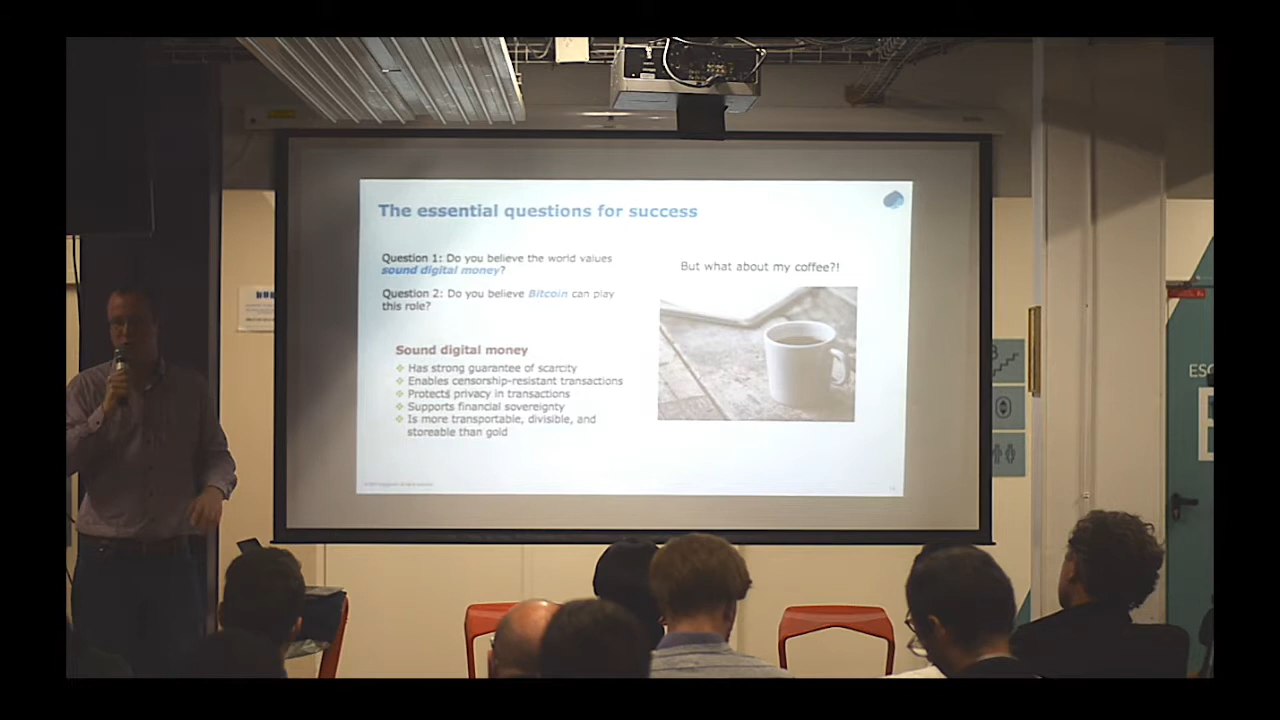 The essential questions for success
Question 1: Do you believe the world values
sound digital money?
Question 2: Do you believe Bitcoin can play
this role?
Sound digital money
Has strong guarantee of scarcity
Enables censorship-resistant transactions
Protects privacy in transactions
Supports financial sovereignty
Is more transportable, divisible, and
storeable than gold
But what about my coffee?!
ESC